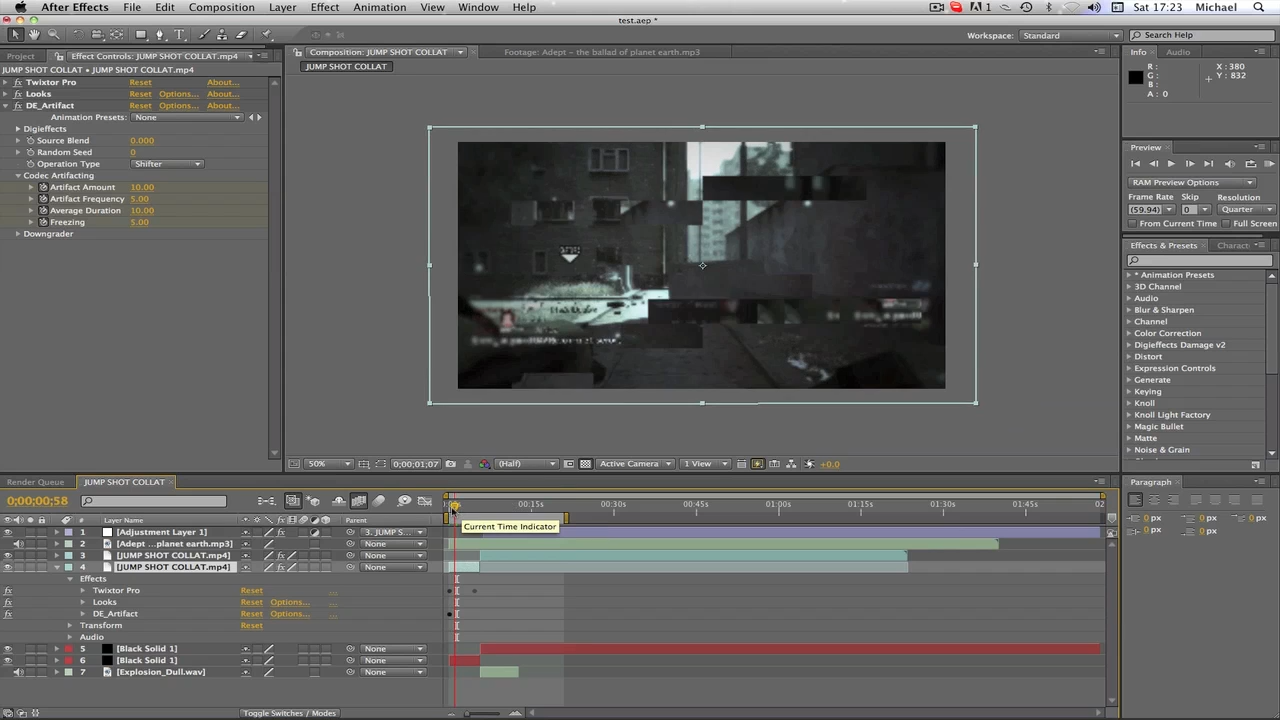 After Effects File Edit Composition Layer Effect Animation View Window Help 1 Sat 17:23 Michael
test.aep *
Workspace: Standard Search Help
Project Effect Controls: JUMP SHOT COLLAT Composition: JUMP SHOT COLLAT Footage: Adept – the ballad of planet earth.mp3 Info Audio
JUMP SHOT COLLAT • JUMP SHOT COLLAT.mp4 JUMP SHOT COLLAT
R : X : 380
G : Y : 832
B :
A : 0
Twixtor Pro Reset About...
Looks Reset Options... About...
DE_Artifact Reset Options... About...
Animation Presets: None
Digieffects
Source Blend 0.000
Random Seed 0
Operation Type Shifter
Codec Artifacting
Artifact Amount 10.00
Artifact Frequency 5.00
Average Duration 10.00
Freezing 5.00
Downgrader
Preview
RAM Preview Options
Frame Rate Skip Resolution
(59.94) 0 Quarter
From Current Time Full Screen
Effects & Presets Charact
* Animation Presets
3D Channel
Audio
Blur & Sharpen
Channel
Color Correction
Digieffects Damage v2
Distort
Expression Controls
Generate
Keying
Knoll
Knoll Light Factory
Magic Bullet
Matte
Noise & Grain
50% 0;00;01;07 (Half) Active Camera 1 View +0.0
Render Queue JUMP SHOT COLLAT Paragraph
0;00;00;58
00:15s 00:30s 00:45s 01:00s 01:15s 01:30s 01:45s 02
# Layer Name Parent
Current Time Indicator
1 [Adjustment Layer 1] 3. JUMP S...
2 [Adept ...planet earth.mp3] None
3 [JUMP SHOT COLLAT.mp4] None
4 [JUMP SHOT COLLAT.mp4] None
Effects
Twixtor Pro Reset ...
Looks Reset Options... ...
DE_Artifact Reset Options... ...
Transform Reset
Audio
5 [Black Solid 1] None
6 [Black Solid 1] None
7 [Explosion_Dull.wav] None
Toggle Switches / Modes
0 px 0 px
0 px 0 px
0 px